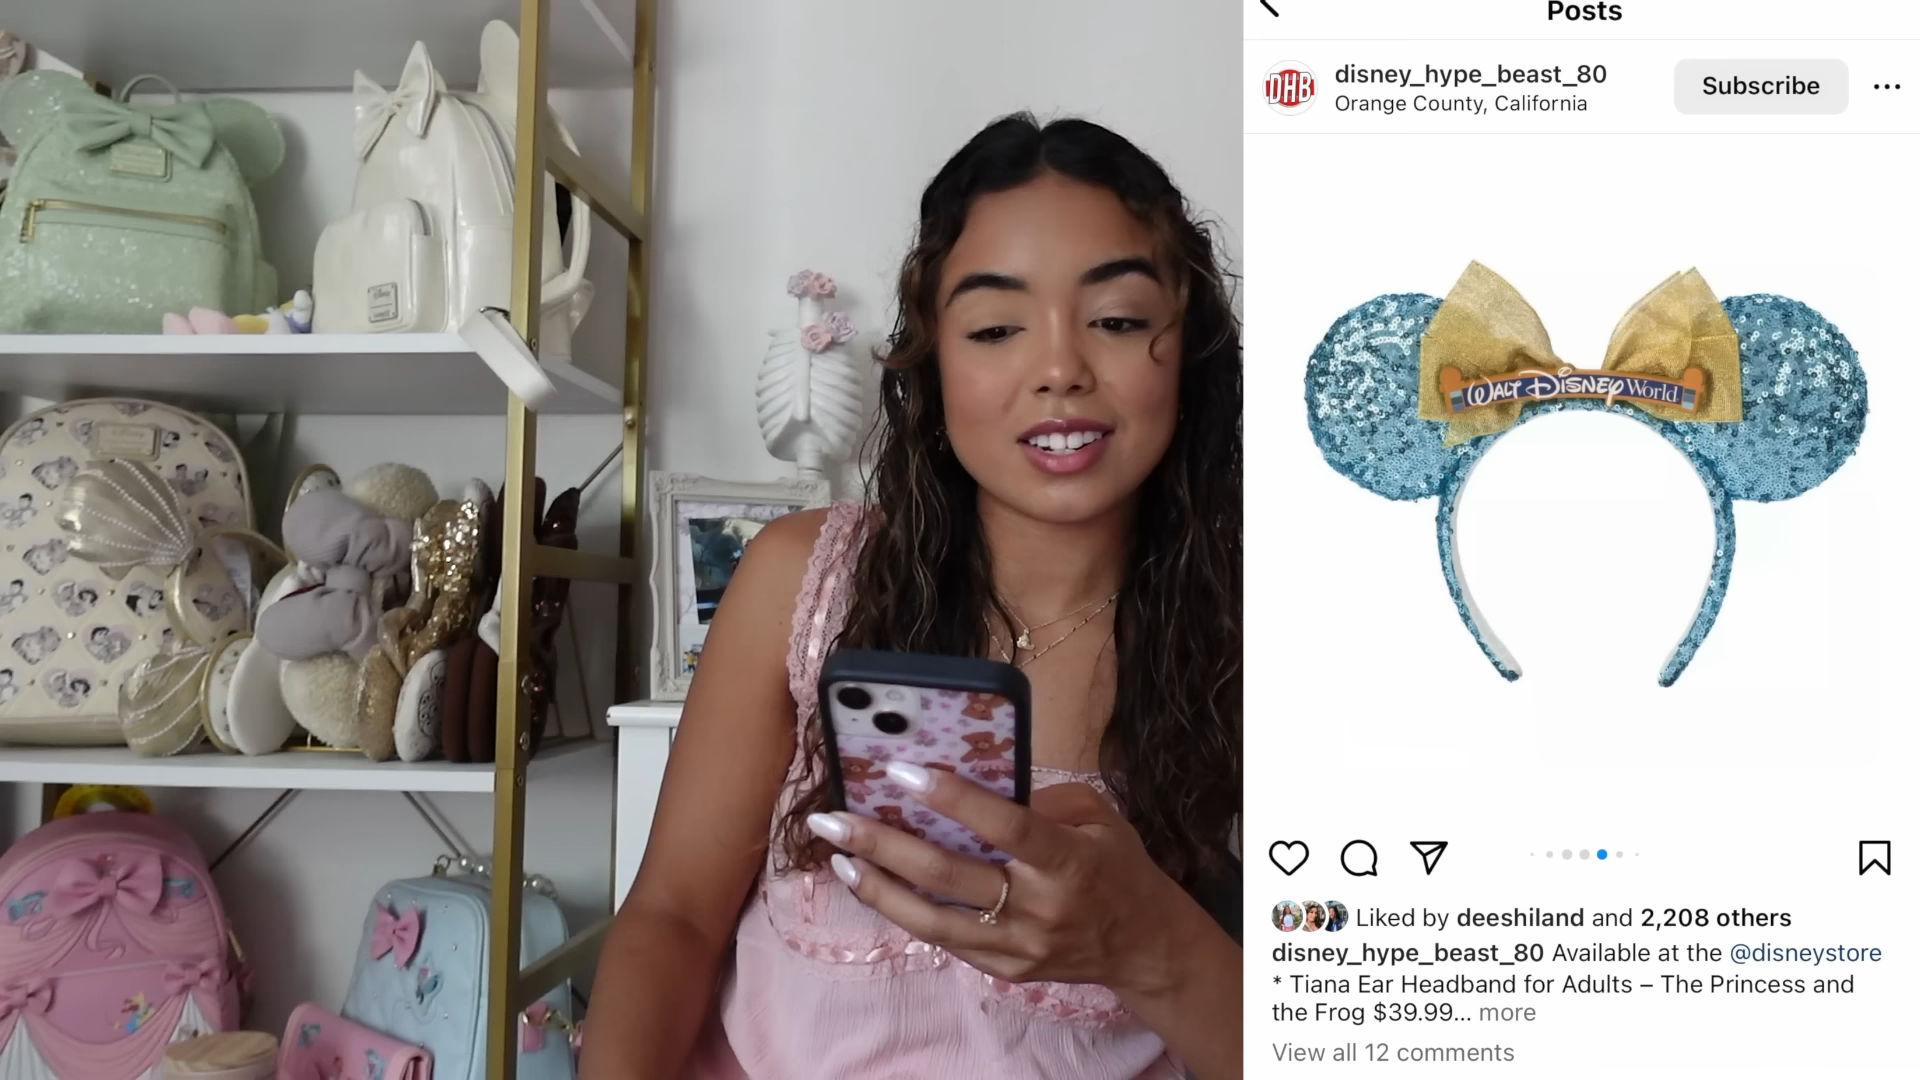 Posts
DHB
disney_hype_beast_80
Orange County, California
Subscribe
WALT DISNEY World
Liked by deeshiland and 2,208 others
disney_hype_beast_80 Available at the @disneystore
* Tiana Ear Headband for Adults – The Princess and
the Frog $39.99... more
View all 12 comments